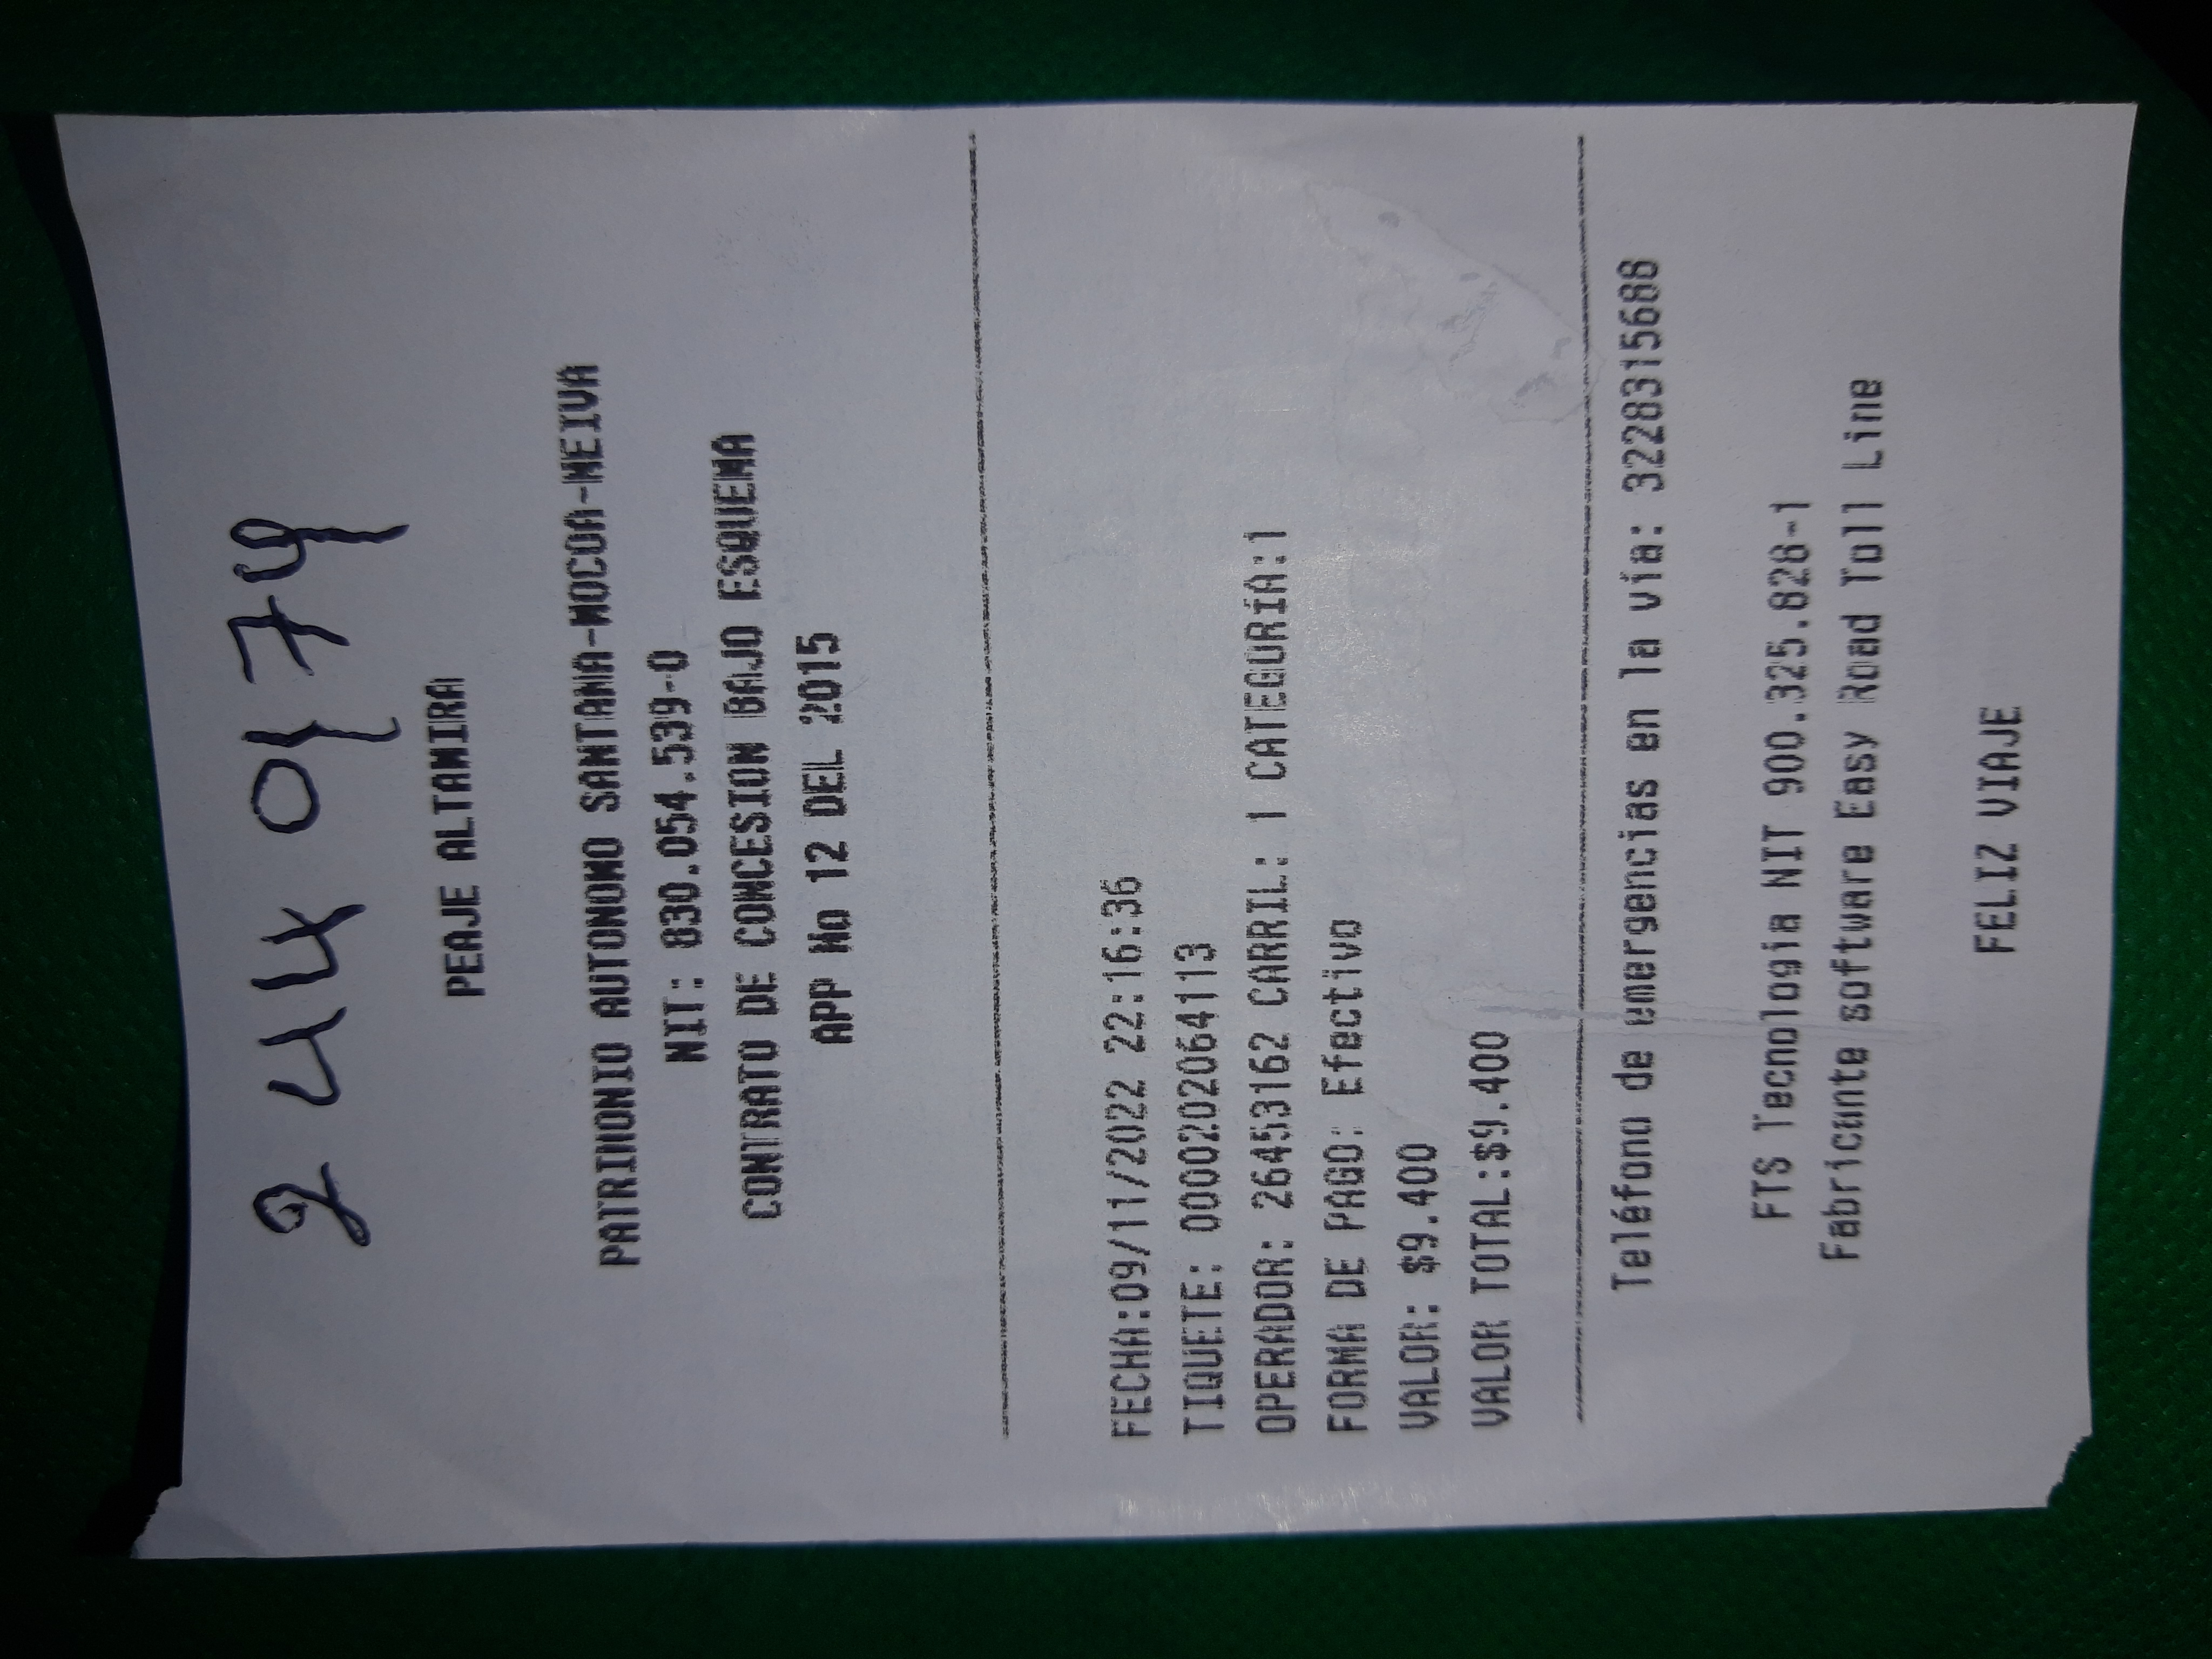 PEAJE ALTAMIRA
PATRIMONIO AUTONOMO SANTANA-MOCOA-NEIVA
NIT: 830.054.539-0
CONTRATO DE CONCESION BAJO ESQUEMA
APP No 12 DEL 2015
FECHA:09/11/2022 22:16:36
TIQUETE: 0000202064113
OPERADOR: 26453162 CARRIL: 1 CATEGORÍA:1
FORMA DE PAGO: Efectivo
VALOR: $9.400
VALOR TOTAL:$9.400
Teléfono de emergencias en la vía: 3228315688
FTS Tecnologia NIT 900.325.828-1
Fabricante software Easy Road Toll Line
FELIZ VIAJE